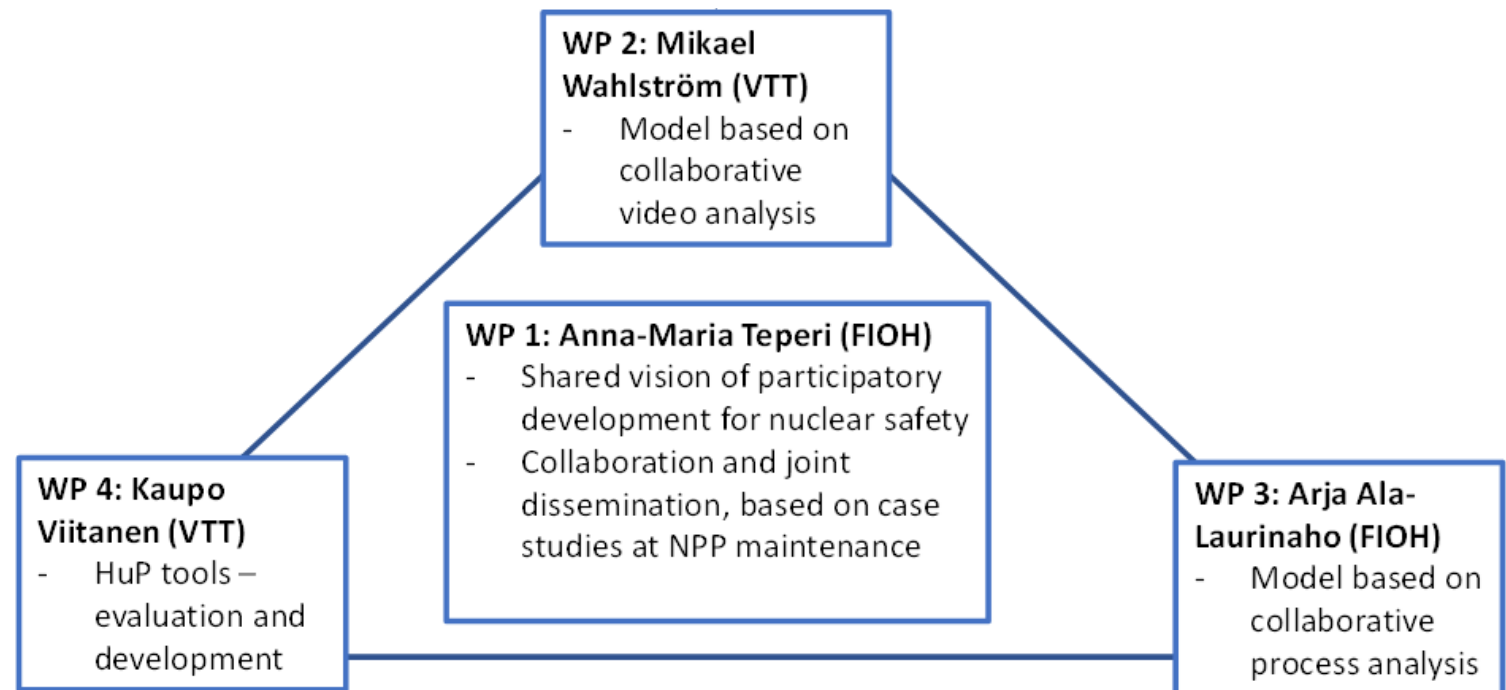 WP 2: Mikael
Wahlström (VTT)
- Model based on
collaborative
video analysis
WP 1: Anna-Maria Teperi (FIOH)
- Shared vision of participatory
development for nuclear safety
- Collaboration and joint
dissemination, based on case
studies at NPP maintenance
WP 4: Kaupo
Viitanen (VTT)
- HuP tools –
evaluation and
development
WP 3: Arja Ala-
Laurinaho (FIOH)
- Model based on
collaborative
process analysis